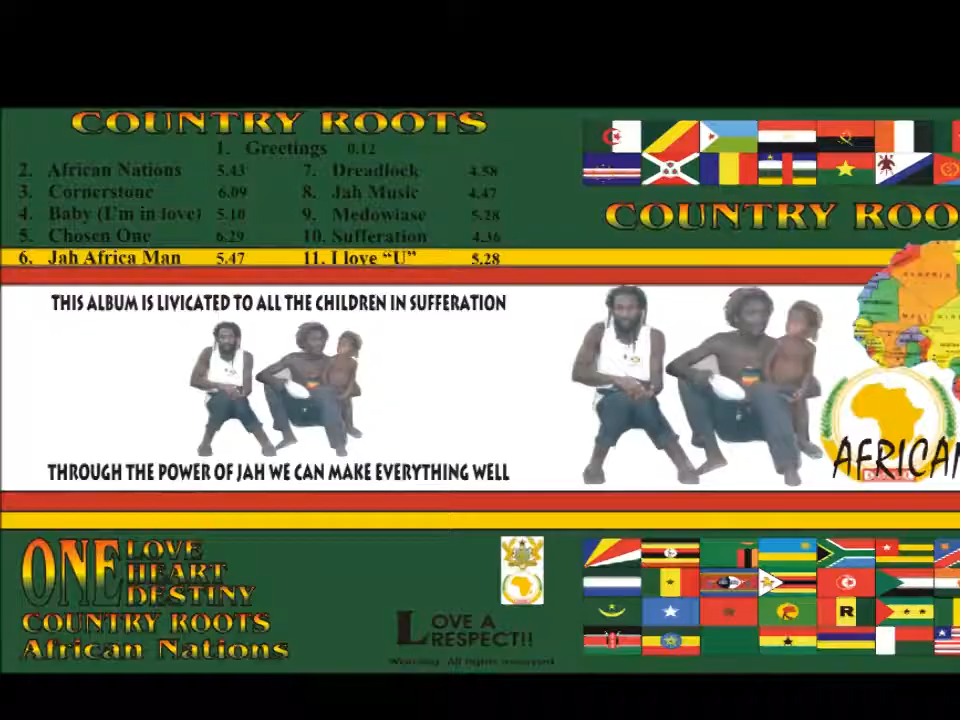 COUNTRY ROOTS
1. Greetings 0.12
2. African Nations 5.43 7. Dreadlock 4.58
3. Cornerstone 6.09 8. Jah Music 4.47
4. Baby (I'm in love) 5.10 9. Medowiase 5.28
5. Chosen One 6.29 10. Sufferation 4.36
6. Jah Africa Man 5.47 11. I love “U” 5.28
THIS ALBUM IS LIVICATED TO ALL THE CHILDREN IN SUFFERATION
THROUGH THE POWER OF JAH WE CAN MAKE EVERYTHING WELL
ONE LOVE
HEART
DESTINY
COUNTRY ROOTS
African Nations
LOVE A
RESPECT!!
Warning. All rights reserved
COUNTRY ROO
AFRICAN
R